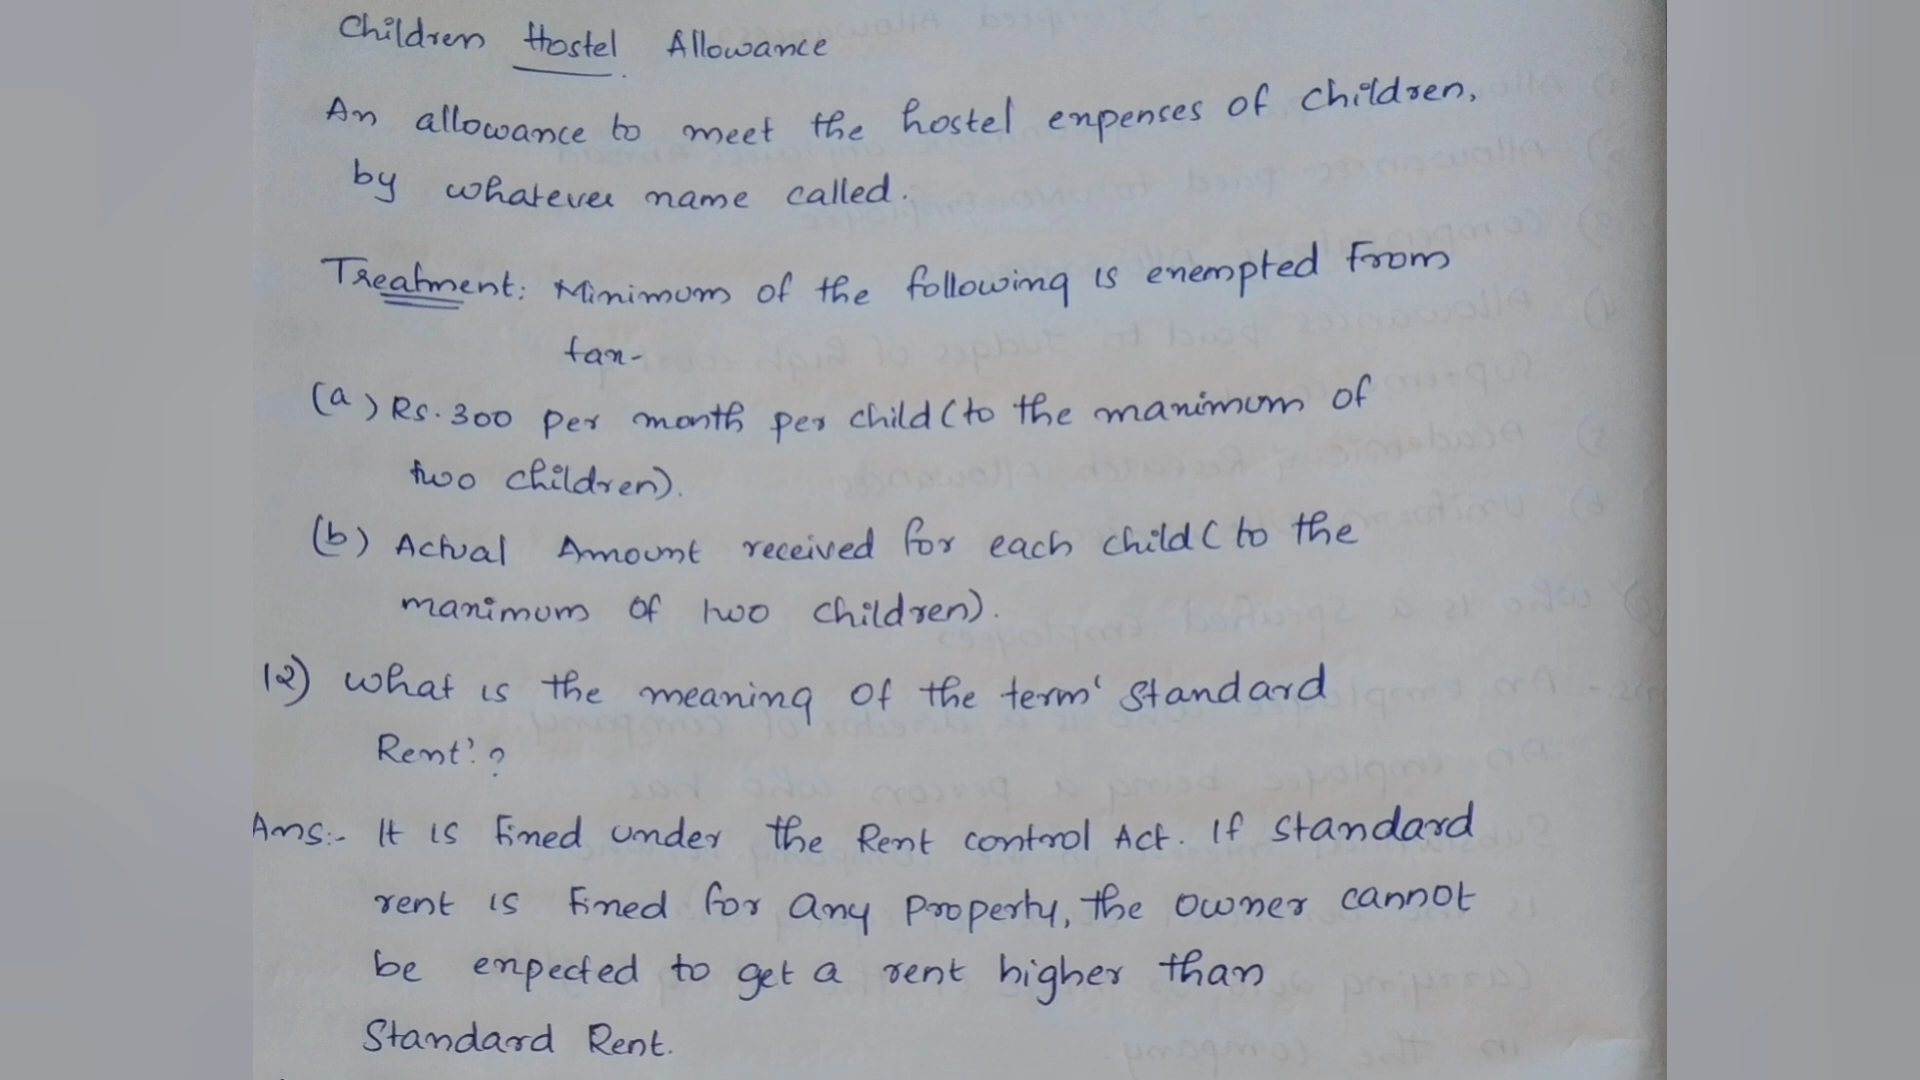 Children Hostel Allowance
An allowance to meet the hostel expenses of children,
by whatever name called.
Treatment: Minimum of the following is exempted from
tax-
(a) Rs. 300 per month per child (to the maximum of
two children).
(b) Actual Amount received for each child (to the
maximum of two children).
12) What is the meaning of the term 'Standard
Rent'?
Ans:- It is fixed under the Rent control Act. If standard
rent is fixed for any property, the owner cannot
be expected to get a rent higher than
Standard Rent.